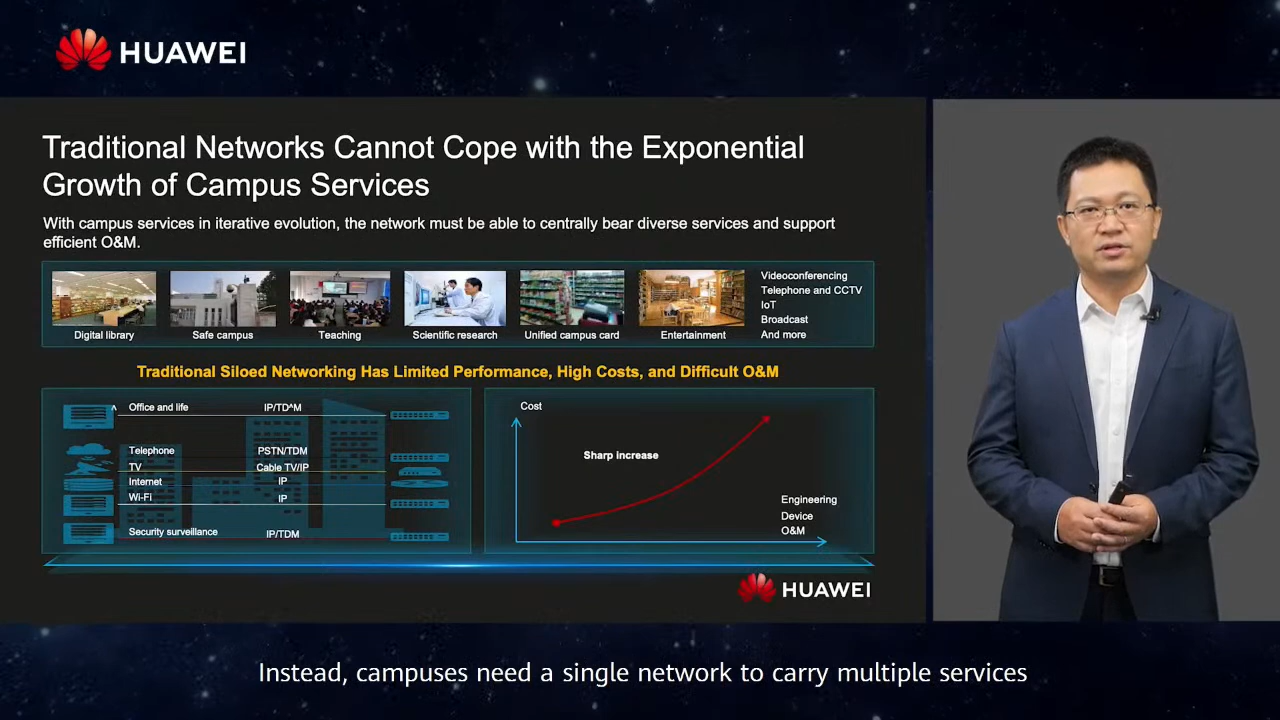 HUAWEI
Traditional Networks Cannot Cope with the Exponential
Growth of Campus Services
With campus services in iterative evolution, the network must be able to centrally bear diverse services and support
efficient O&M.
Digital library
Safe campus
Teaching
Scientific research
Unified campus card
Entertainment
Videoconferencing
Telephone and CCTV
IoT
Broadcast
And more
Traditional Siloed Networking Has Limited Performance, High Costs, and Difficult O&M
^ Office and life IP/TD^M
Telephone PSTN/TDM
TV Cable TV/IP
Internet IP
Wi-Fi IP
Security surveillance IP/TDM
Cost
Sharp increase
Engineering
Device
O&M
HUAWEI
Instead, campuses need a single network to carry multiple services